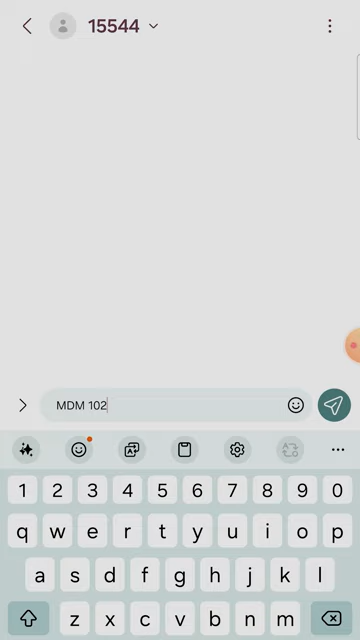 15544
MDM 102
1 2 3 4 5 6 7 8 9 0
q w e r t y u i o p
a s d f g h j k l
z x c v b n m